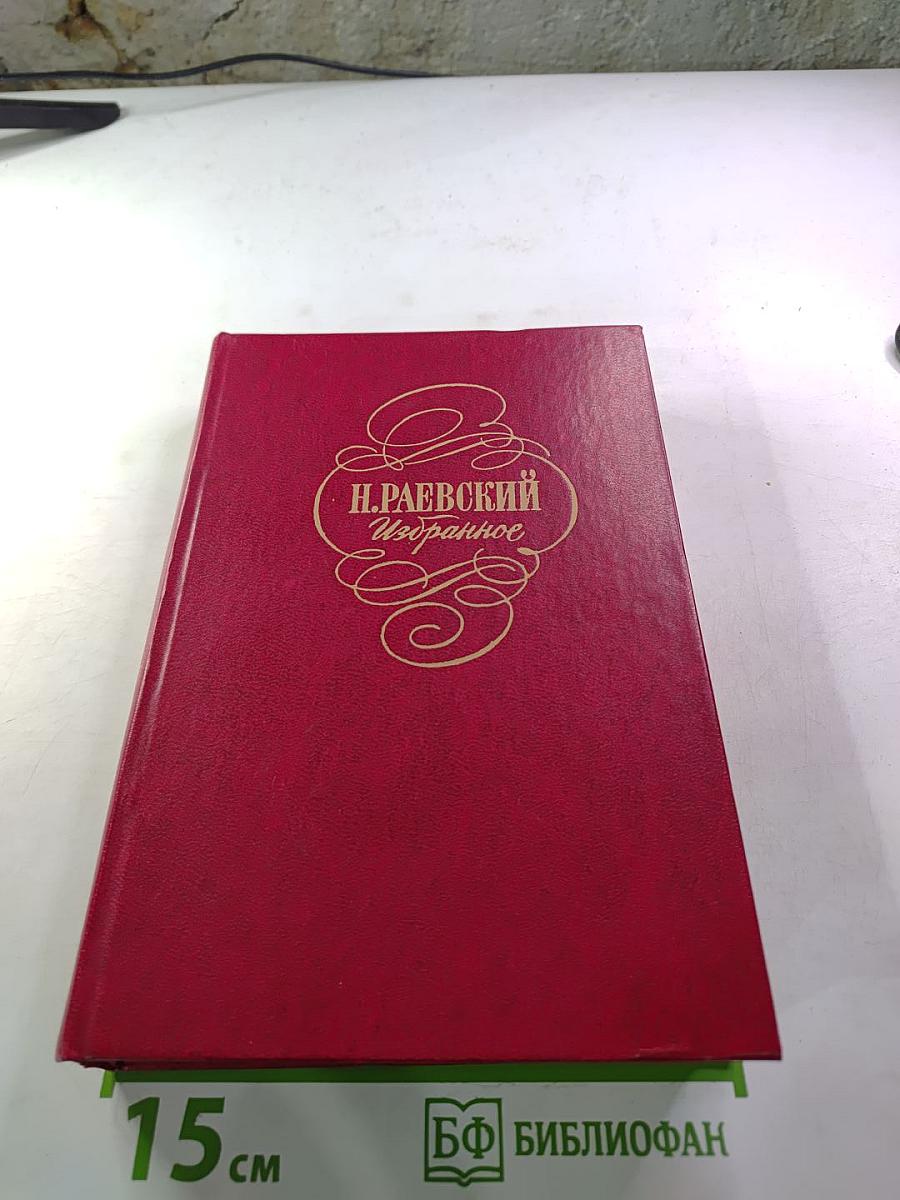 Н.РАЕВСКИЙ
Избранное
15 см
БФ БИБЛИОФАН